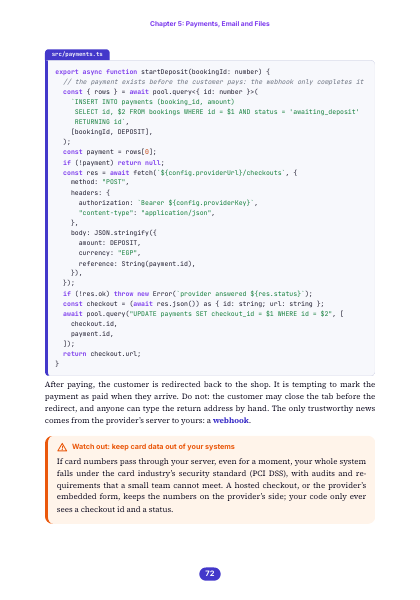 Chapter 5: Payments, Email and Files
src/payments.ts
export async function startDeposit(bookingId: number) {
// the payment exists before the customer pays: the webhook only completes it
const { rows } = await pool.query<{ id: number }>(
`INSERT INTO payments (booking_id, amount)
SELECT id, $2 FROM bookings WHERE id = $1 AND status = 'awaiting_deposit'
RETURNING id`,
[bookingId, DEPOSIT],
);
const payment = rows[0];
if (!payment) return null;
const res = await fetch(`${config.providerUrl}/checkouts`, {
method: "POST",
headers: {
authorization: `Bearer ${config.providerKey}`,
"content-type": "application/json",
},
body: JSON.stringify({
amount: DEPOSIT,
currency: "EGP",
reference: String(payment.id),
}),
});
if (!res.ok) throw new Error(`provider answered ${res.status}`);
const checkout = (await res.json()) as { id: string; url: string };
await pool.query("UPDATE payments SET checkout_id = $1 WHERE id = $2", [
checkout.id,
payment.id,
]);
return checkout.url;
}
After paying, the customer is redirected back to the shop. It is tempting to mark the
payment as paid when they arrive. Do not: the customer may close the tab before the
redirect, and anyone can type the return address by hand. The only trustworthy news
comes from the provider's server to yours: a webhook.
Watch out: keep card data out of your systems
If card numbers pass through your server, even for a moment, your whole system
falls under the card industry's security standard (PCI DSS), with audits and re-
quirements that a small team cannot meet. A hosted checkout, or the provider's
embedded form, keeps the numbers on the provider's side; your code only ever
sees a checkout id and a status.
72